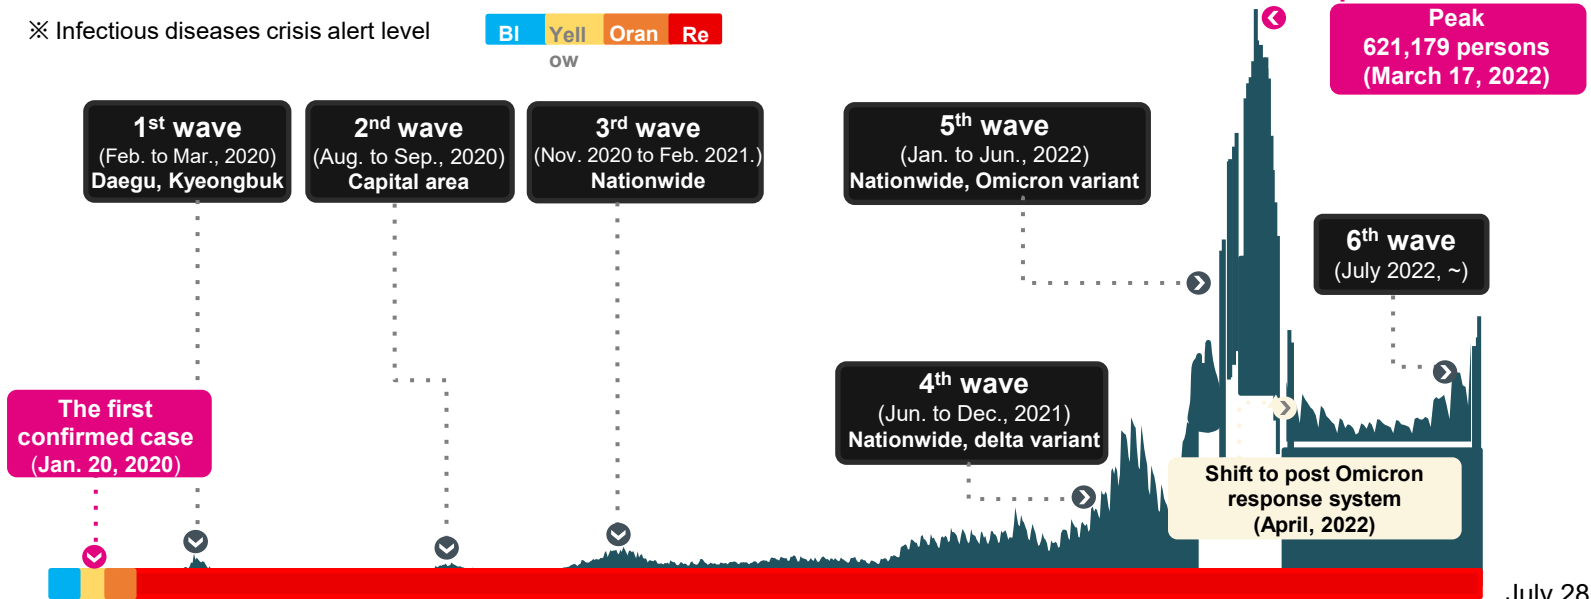 ※ Infectious diseases crisis alert level
Bl
Yell
ow
Oran
Re
Peak
621,179 persons
(March 17, 2022)
1st wave
(Feb. to Mar., 2020)
Daegu, Kyeongbuk
2nd wave
(Aug. to Sep., 2020)
Capital area
3rd wave
(Nov. 2020 to Feb. 2021.)
Nationwide
5th wave
(Jan. to Jun., 2022)
Nationwide, Omicron variant
6th wave
(July 2022, ~)
4th wave
(Jun. to Dec., 2021)
Nationwide, delta variant
The first
confirmed case
(Jan. 20, 2020)
Shift to post Omicron
response system
(April, 2022)
July 28